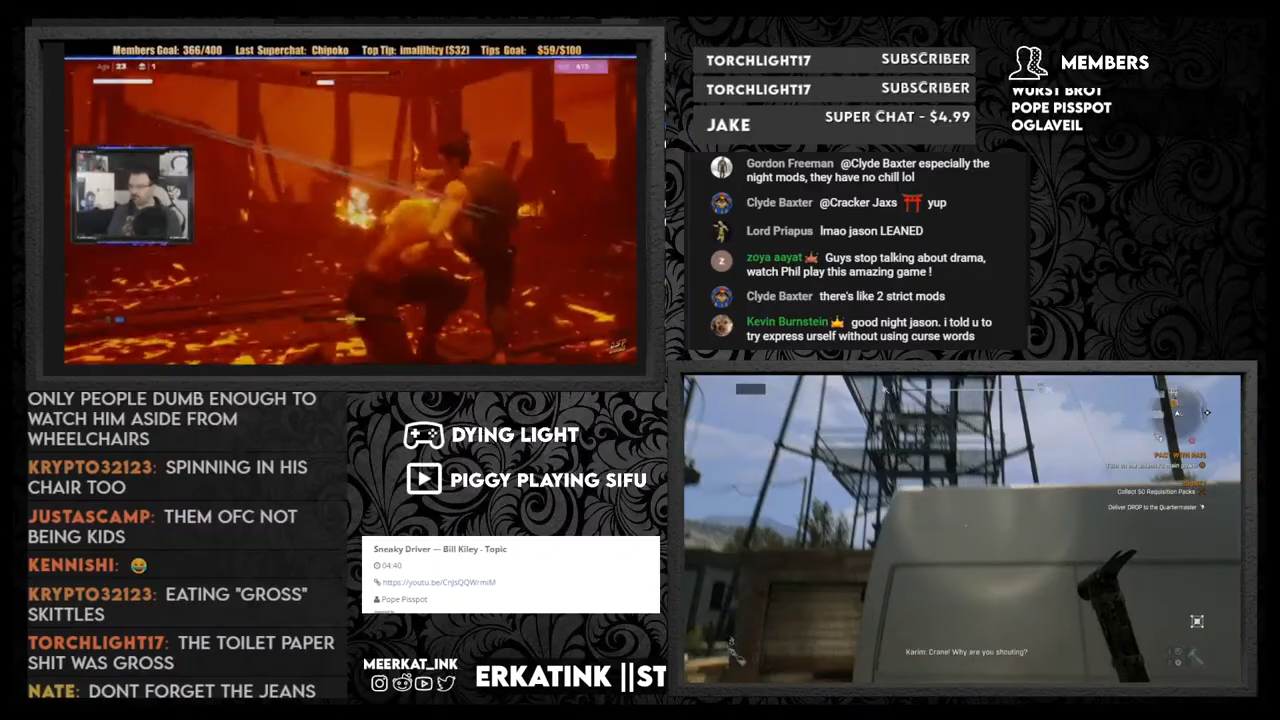 Members Goal: 366/400 Last Superchat: Chipoko Top Tip: imalilbizy ($32) Tips Goal: $59/$100
Age 23 1
TORCHLIGHT17 SUBSCRIBER
TORCHLIGHT17 SUBSCRIBER
JAKE SUPER CHAT - $4.99
MEMBERS
WURST BROT
POPE PISSPOT
OGLAVEIL
Gordon Freeman @Clyde Baxter especially the
night mods, they have no chill lol
Clyde Baxter @Cracker Jaxs ⛩️ yup
Lord Priapus lmao jason LEANED
Z zoya aayat Guys stop talking about drama,
watch Phil play this amazing game !
Clyde Baxter there's like 2 strict mods
Kevin Burnstein 👑 good night jason. i told u to
try express urself without using curse words
ONLY PEOPLE DUMB ENOUGH TO
WATCH HIM ASIDE FROM
WHEELCHAIRS
KRYPTO32123: SPINNING IN HIS
CHAIR TOO
JUSTASCAMP: THEM OFC NOT
BEING KIDS
KENNISHI: 😂
KRYPTO32123: EATING "GROSS"
SKITTLES
TORCHLIGHT17: THE TOILET PAPER
SHIT WAS GROSS
NATE: DONT FORGET THE JEANS
DYING LIGHT
PIGGY PLAYING SIFU
Sneaky Driver — Bill Kiley - Topic
04:40
https://youtu.be/CnJsQQWrmiM
Pope Pisspot
MEERKAT_INK
ERKATINK ||ST
PACT WITH RAIS
Collect 50 Requisition Packs
Deliver DROP to the Quartermaster
Karim: Crane! Why are you shouting?